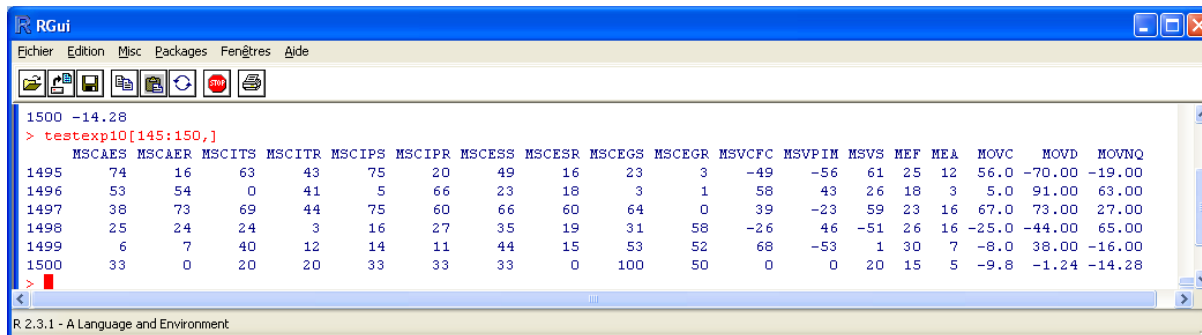 RGui
Fichier Edition Misc Packages Fenêtres Aide
STOP
1500 -14.28
> testexp10[145:150,]
MSCAES MSCAER MSCITS MSCITR MSCIPS MSCIPR MSCESS MSCESR MSCEGS MSCEGR MSVCFC MSVPIM MSVS MEF MEA MOVC MOVD MOVNQ
1495 74 16 63 43 75 20 49 16 23 3 -49 -56 61 25 12 56.0 -70.00 -19.00
1496 53 54 0 41 5 66 23 18 3 1 58 43 26 18 3 5.0 91.00 63.00
1497 38 73 69 44 75 60 66 60 64 0 39 -23 59 23 16 67.0 73.00 27.00
1498 25 24 24 3 16 27 35 19 31 58 -26 46 -51 26 16 -25.0 -44.00 65.00
1499 6 7 40 12 14 11 44 15 53 52 68 -53 1 30 7 -8.0 38.00 -16.00
1500 33 0 20 20 33 33 33 0 100 50 0 0 20 15 5 -9.8 -1.24 -14.28
>
R 2.3.1 - A Language and Environment